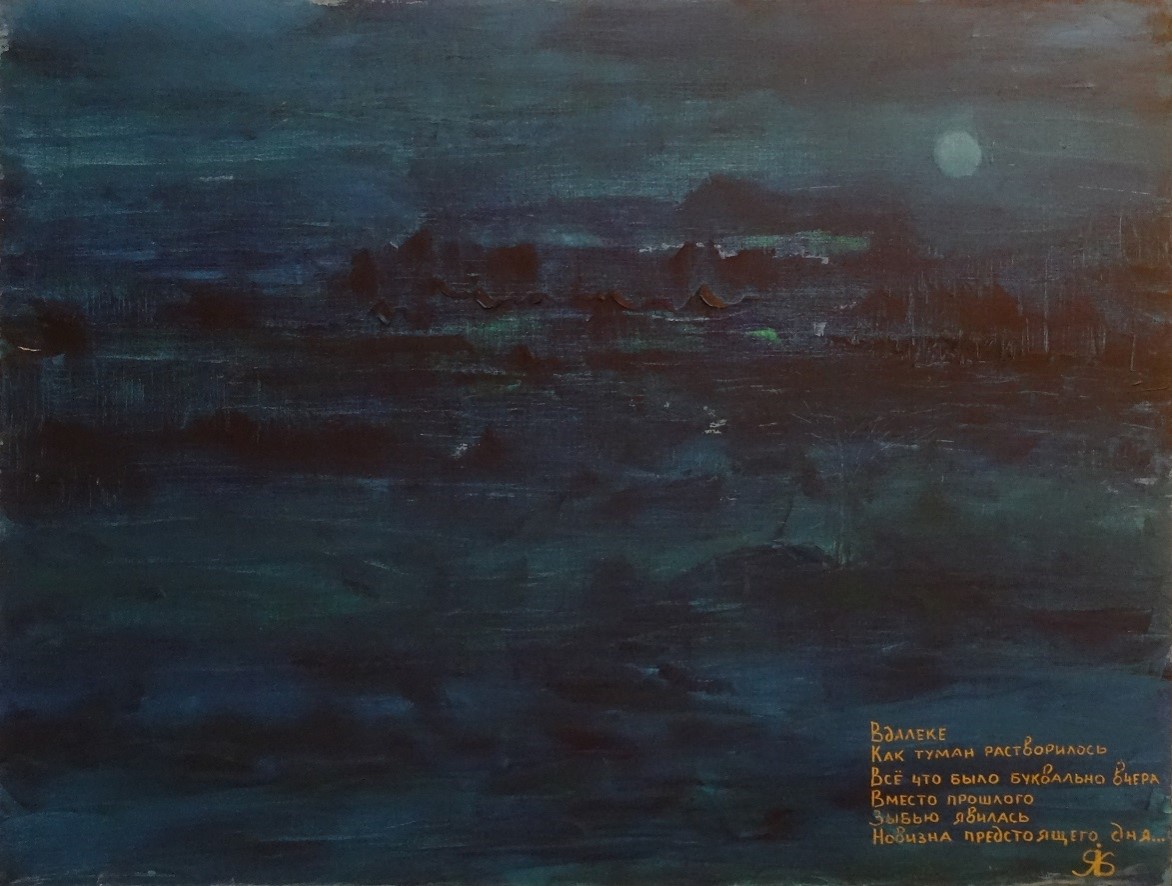 Вдалеке
Как туман растворилось
Всё что было буквально вчера
Вместо прошлого
Зыбью явилась
Новизна предстоящего дня...
ЯБ